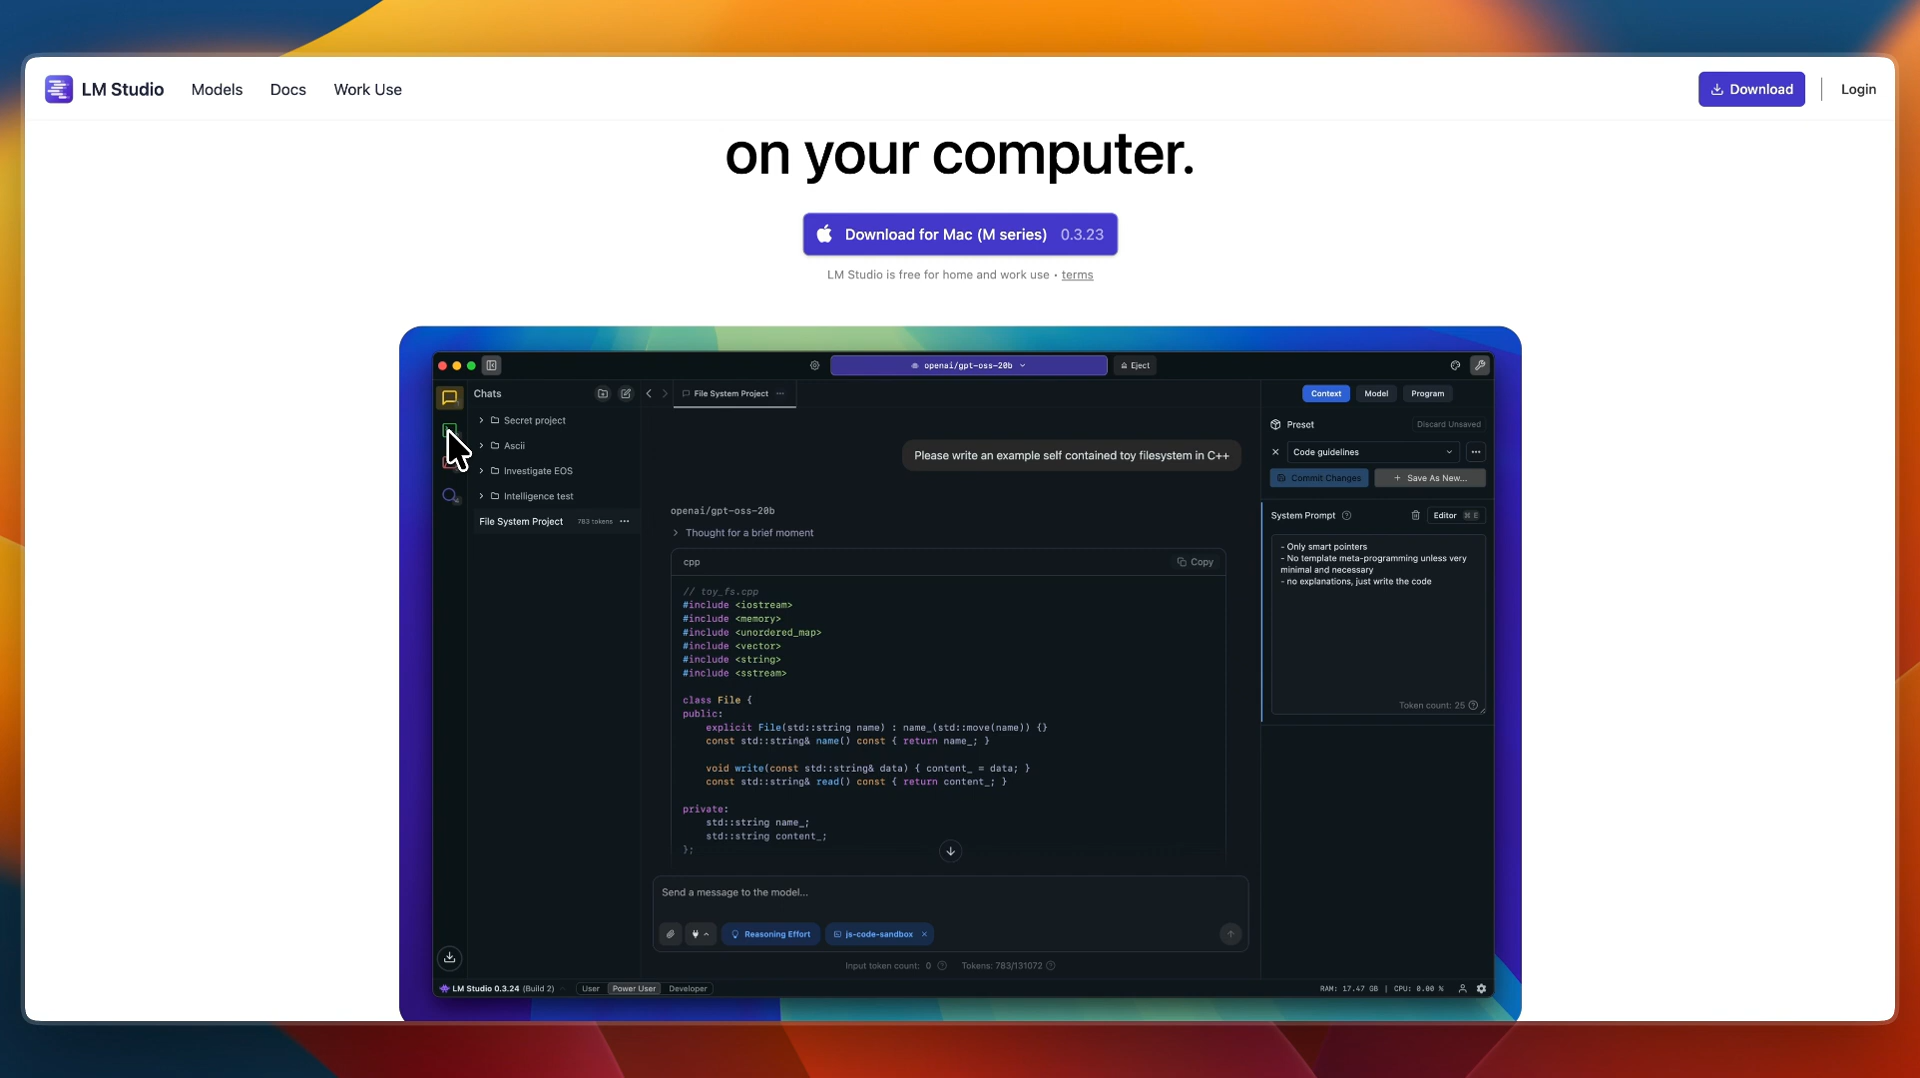 LM Studio Models Docs Work Use Download Login
on your computer.
Download for Mac (M series) 0.3.23
LM Studio is free for home and work use • terms
openai/gpt-oss-20b Eject
Chats
Secret project
Ascii
Investigate EOS
Intelligence test
File System Project 783 tokens
File System Project
Please write an example self contained toy filesystem in C++
openai/gpt-oss-20b
Thought for a brief moment
cpp Copy
// toy_fs.cpp
#include <iostream>
#include <memory>
#include <unordered_map>
#include <vector>
#include <string>
#include <sstream>
class File {
public:
explicit File(std::string name) : name_(std::move(name)) {}
const std::string& name() const { return name_; }
void write(const std::string& data) { content_ = data; }
const std::string& read() const { return content_; }
private:
std::string name_;
std::string content_;
};
Send a message to the model...
Reasoning Effort js-code-sandbox ×
Input token count: 0 Tokens: 783/131072
Context Model Program
Preset Discard Unsaved
Code guidelines
Commit Changes + Save As New...
System Prompt Editor ⌘ E
- Only smart pointers
- No template meta-programming unless very
minimal and necessary
- no explanations, just write the code
Token count: 25
LM Studio 0.3.24 (Build 2) User Power User Developer
RAM: 17.47 GB | CPU: 0.00 %